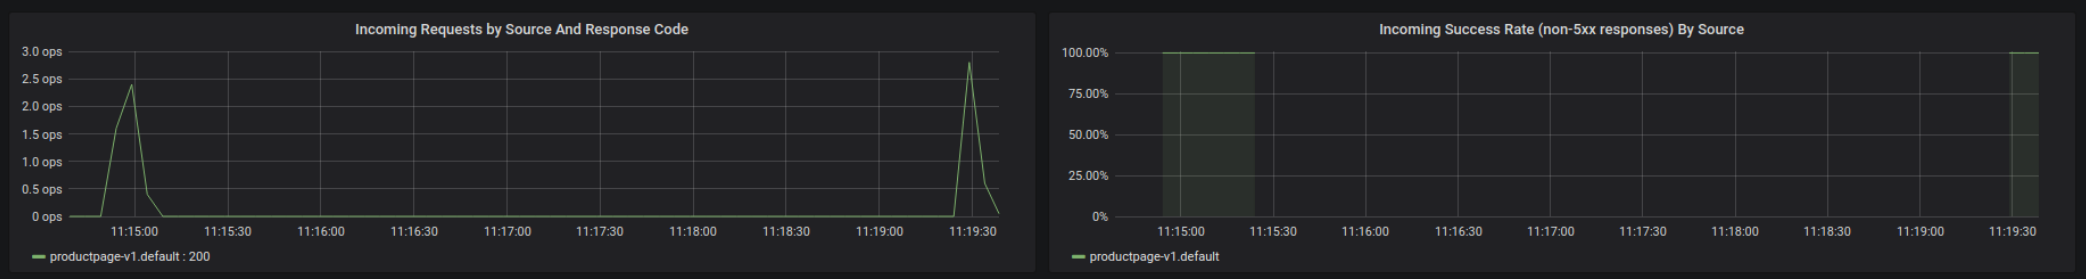 Incoming Requests by Source And Response Code
3.0 ops
2.5 ops
2.0 ops
1.5 ops
1.0 ops
0.5 ops
0 ops
11:15:00 11:15:30 11:16:00 11:16:30 11:17:00 11:17:30 11:18:00 11:18:30 11:19:00 11:19:30
productpage-v1.default : 200
Incoming Success Rate (non-5xx responses) By Source
100.00%
75.00%
50.00%
25.00%
0%
11:15:00 11:15:30 11:16:00 11:16:30 11:17:00 11:17:30 11:18:00 11:18:30 11:19:00 11:19:30
productpage-v1.default